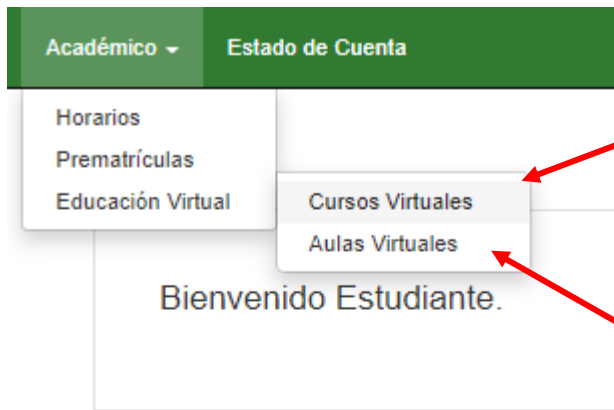 Académico Estado de Cuenta
Horarios
Prematrículas
Educación Virtual
Cursos Virtuales
Aulas Virtuales
Bienvenido Estudiante.